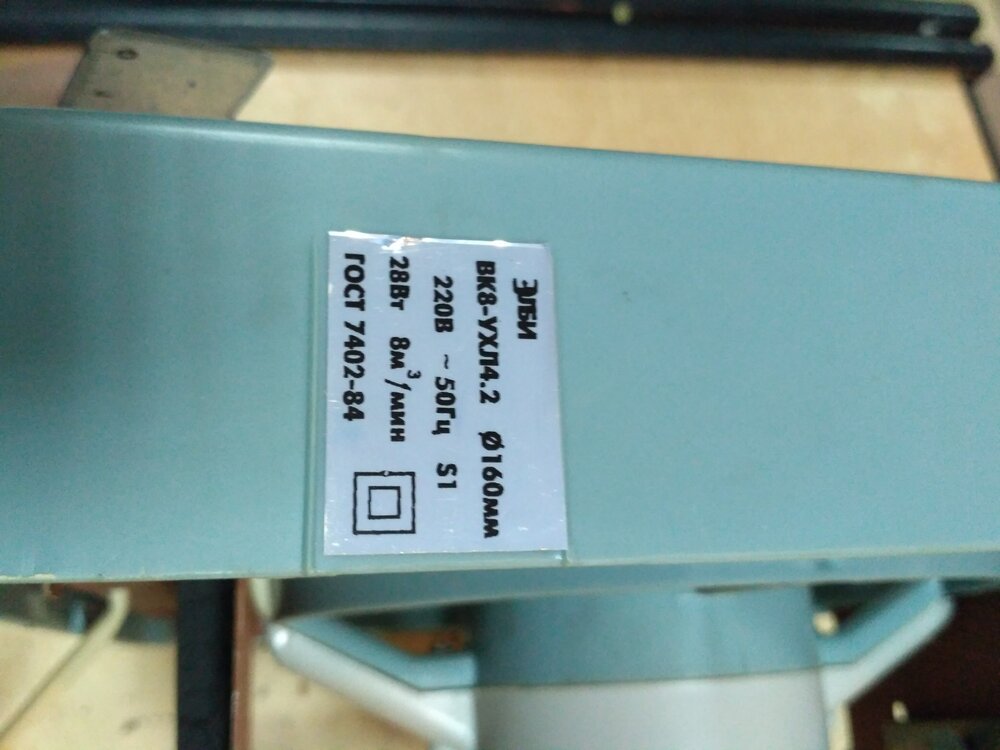 ЭЛБИ
ВК8-УХЛ4.2 Ø160мм
220В ~50Гц S1
28Вт 8м³/мин
ГОСТ 7402-84